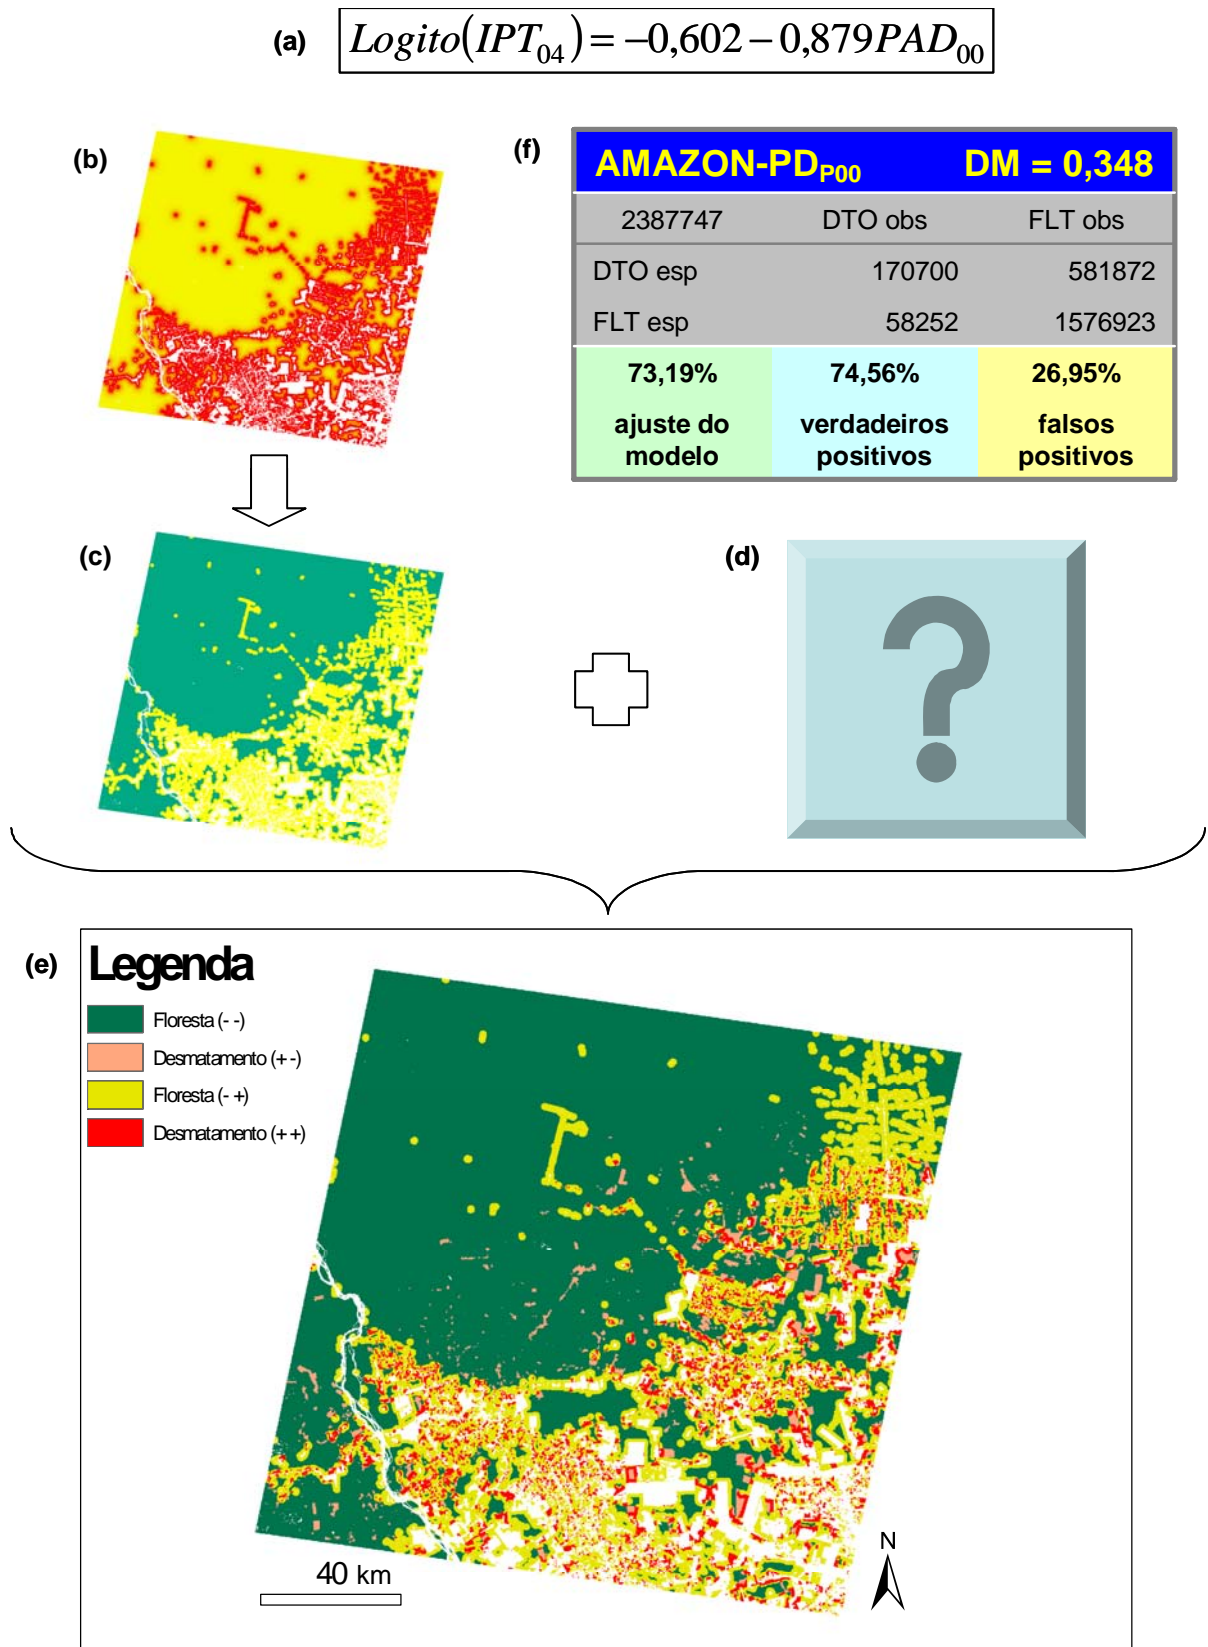 (a) Logito(IPT04) = −0,602 − 0,879PAD00
(b)
(f)
AMAZON-PDP00 DM = 0,348
2387747 DTO obs FLT obs
DTO esp 170700 581872
FLT esp 58252 1576923
73,19% 74,56% 26,95%
ajuste do modelo
verdadeiros positivos
falsos positivos
(c)
(d)
?
(e)
Legenda
Floresta (- -)
Desmatamento (+ -)
Floresta (- +)
Desmatamento (+ +)
N
40 km